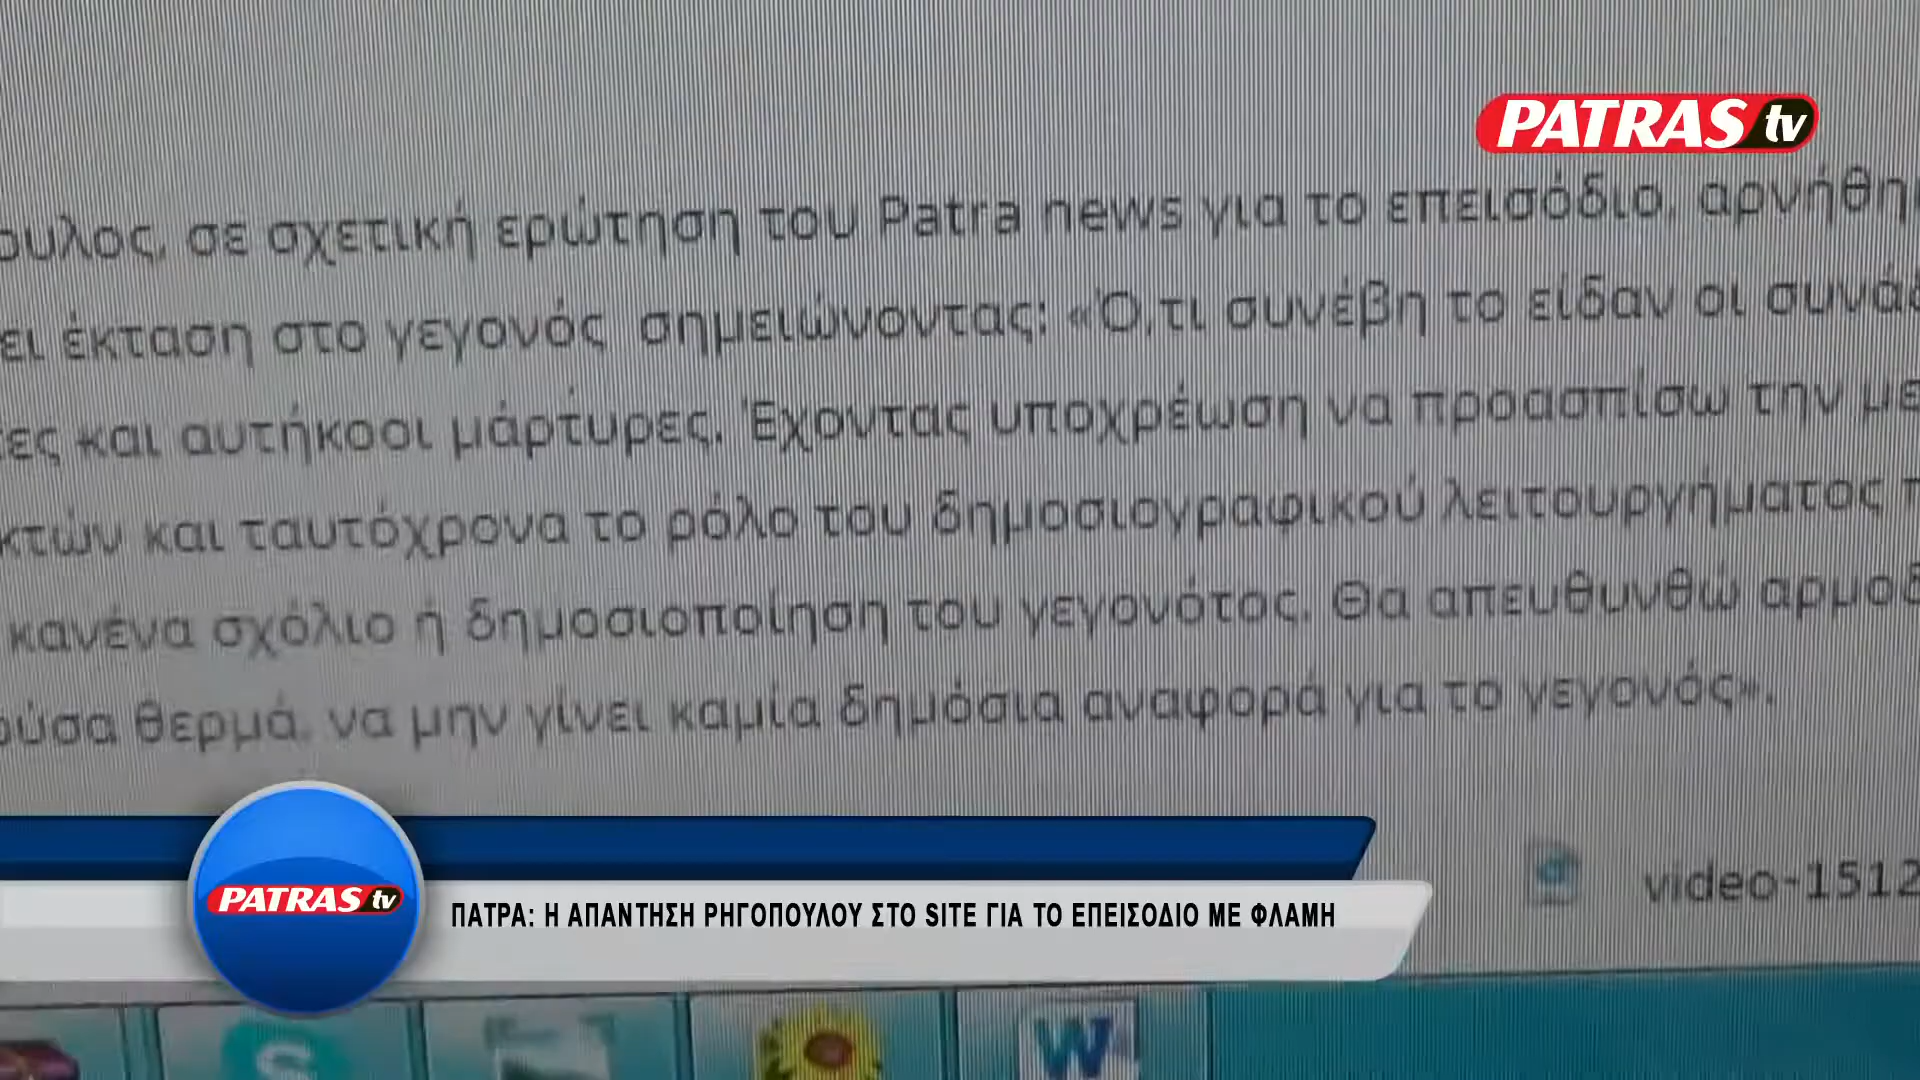 PATRAS tv
ουλος, σε σχετική ερώτηση του Patra news για το επεισόδιο, αρνήθη
ει έκταση στο γεγονός σημειώνοντας: «Ό,τι συνέβη το είδαν οι συνά
ες και αυτήκοοι μάρτυρες. Έχοντας υποχρέωση να προασπίσω την με
κτών και ταυτόχρονα το ρόλο του δημοσιογραφικού λειτουργήματος π
κανένα σχόλιο ή δημοσιοποίηση του γεγονότος. Θα απευθυνθώ αρμοδ
ούσα θερμά, να μην γίνει καμία δημόσια αναφορά για το γεγονός».
video-1512
PATRAS tv
ΠΑΤΡΑ: Η ΑΠΑΝΤΗΣΗ ΡΗΓΟΠΟΥΛΟΥ ΣΤΟ SITE ΓΙΑ ΤΟ ΕΠΕΙΣΟΔΙΟ ΜΕ ΦΛΑΜΗ
S
W